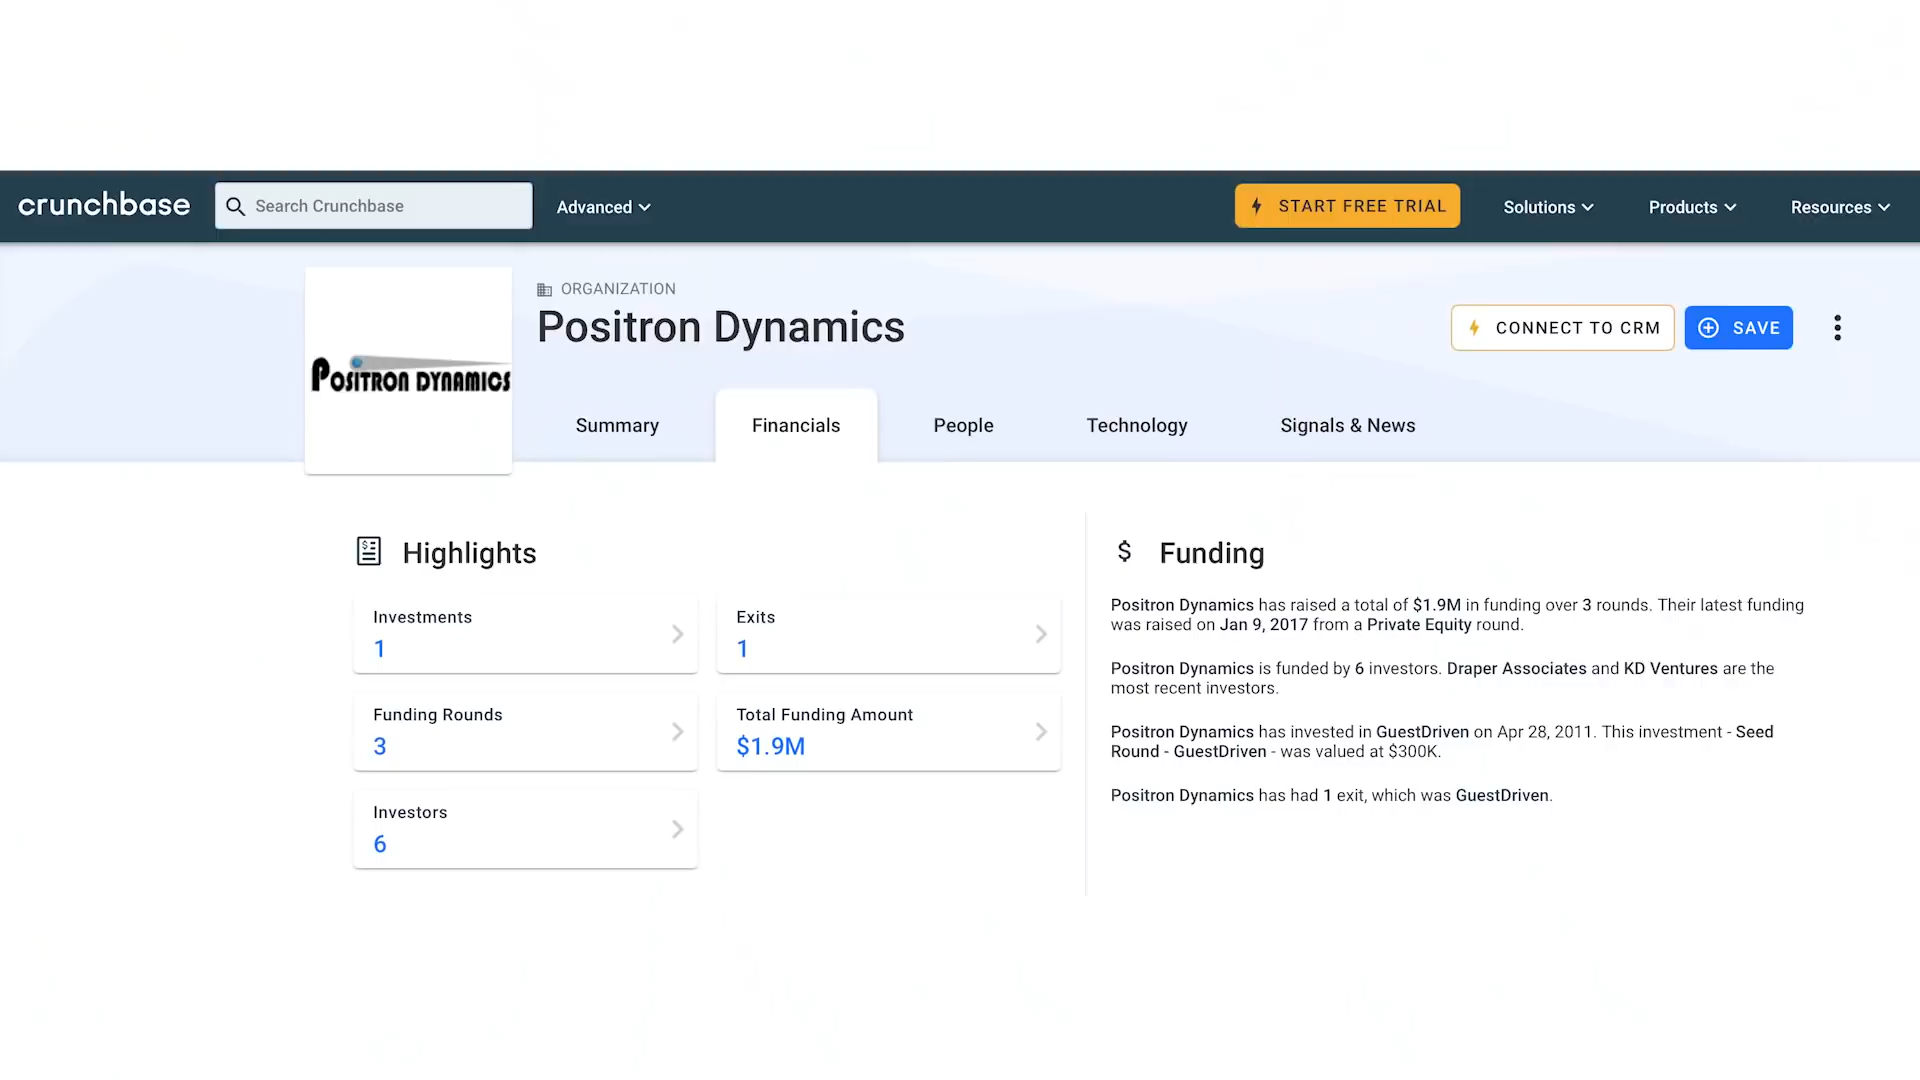 crunchbase
Search Crunchbase
Advanced
START FREE TRIAL
Solutions
Products
Resources
POSITRON DYNAMICS
ORGANIZATION
Positron Dynamics
CONNECT TO CRM
SAVE
Summary
Financials
People
Technology
Signals & News
Highlights
Investments
1
Exits
1
Funding Rounds
3
Total Funding Amount
$1.9M
Investors
6
$ Funding
Positron Dynamics has raised a total of $1.9M in funding over 3 rounds. Their latest funding
was raised on Jan 9, 2017 from a Private Equity round.
Positron Dynamics is funded by 6 investors. Draper Associates and KD Ventures are the
most recent investors.
Positron Dynamics has invested in GuestDriven on Apr 28, 2011. This investment - Seed
Round - GuestDriven - was valued at $300K.
Positron Dynamics has had 1 exit, which was GuestDriven.